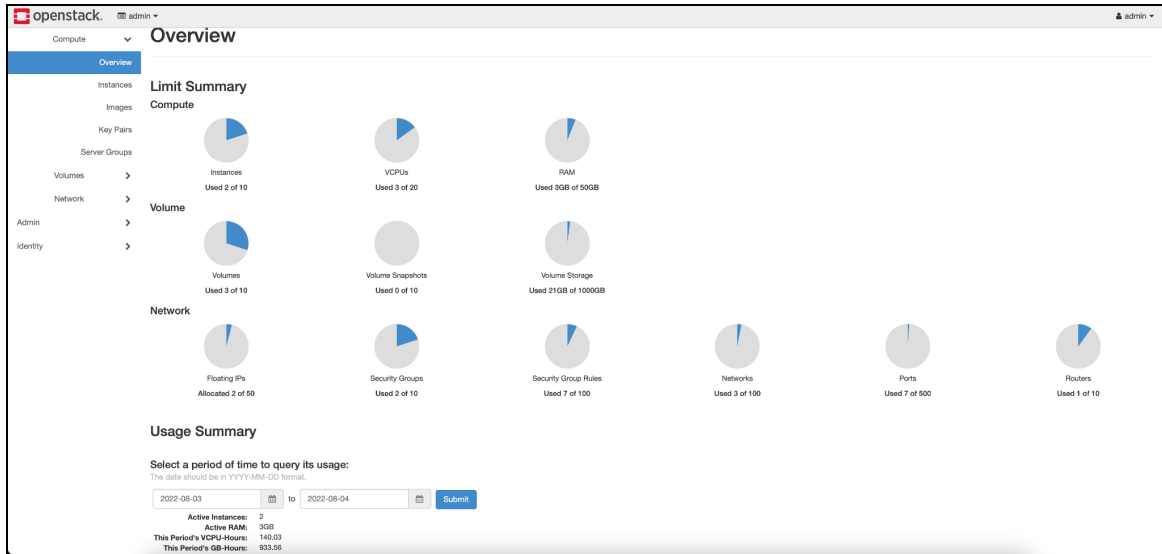 openstack. admin admin
Compute
Overview
Instances
Images
Key Pairs
Server Groups
Volumes
Network
Admin
Identity
Overview
Limit Summary
Compute
Instances VCPUs RAM
Used 2 of 10 Used 3 of 20 Used 3GB of 50GB
Volume
Volumes Volume Snapshots Volume Storage
Used 3 of 10 Used 0 of 10 Used 21GB of 1000GB
Network
Floating IPs Security Groups Security Group Rules Networks Ports Routers
Allocated 2 of 50 Used 2 of 10 Used 7 of 100 Used 3 of 100 Used 7 of 500 Used 1 of 10
Usage Summary
Select a period of time to query its usage:
The date should be in YYYY-MM-DD format.
2022-08-03 to 2022-08-04 Submit
Active Instances: 2
Active RAM: 3GB
This Period's VCPU-Hours: 140.03
This Period's GB-Hours: 933.56